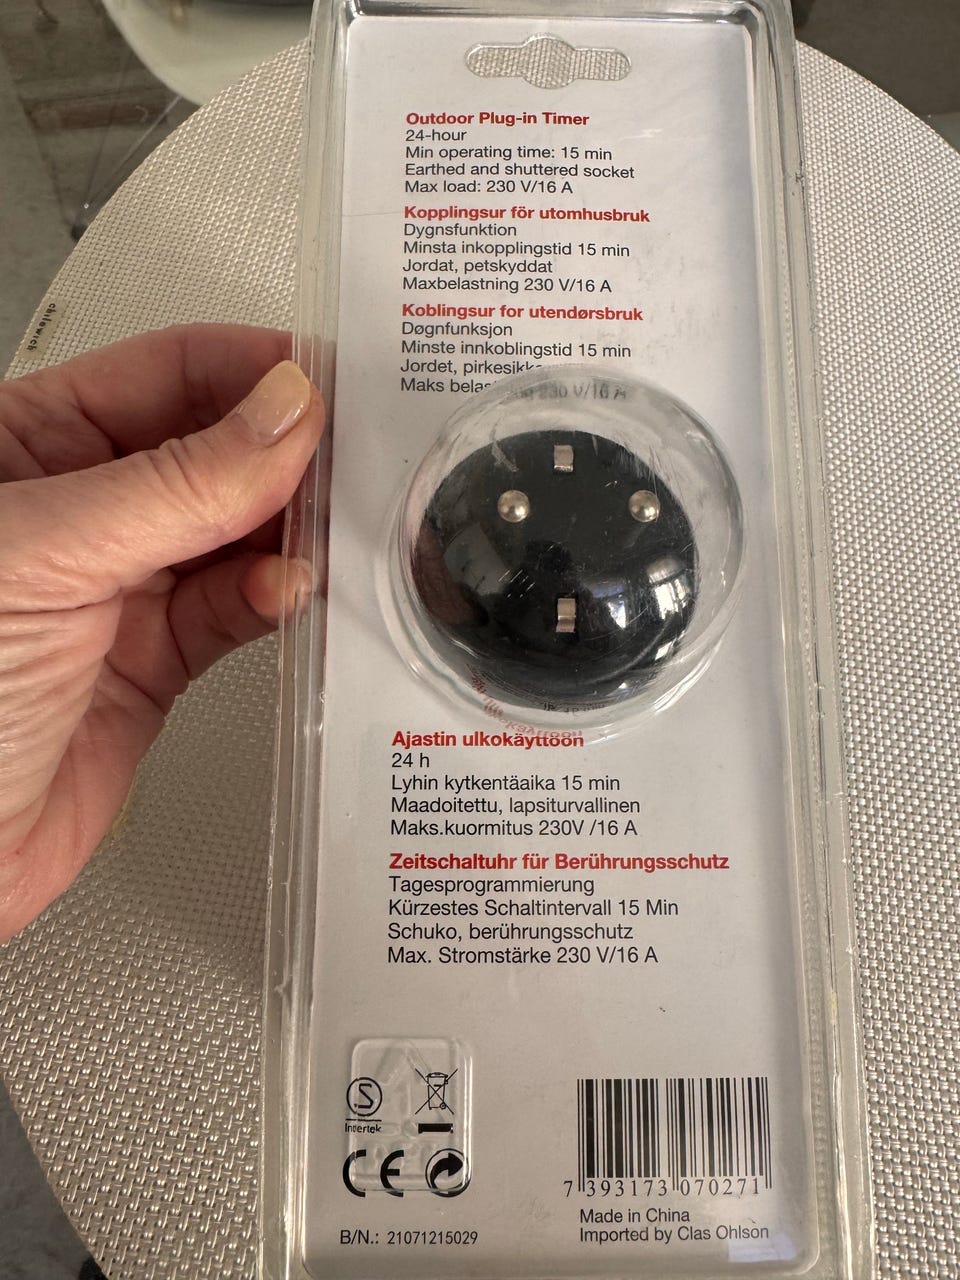 Outdoor Plug-in Timer
24-hour
Min operating time: 15 min
Earthed and shuttered socket
Max load: 230 V/16 A
Kopplingsur för utomhusbruk
Dygnsfunktion
Minsta inkopplingstid 15 min
Jordat, petskyddat
Maxbelastning 230 V/16 A
Koblingsur for utendørsbruk
Døgnfunksjon
Minste innkoblingstid 15 min
Jordet,
Maks 230 V/16 A
Ajastin ulkokäyttöön
24 h
Lyhin kytkentäaika 15 min
Maadoitettu, lapsiturvallinen
Maks.kuormitus 230V /16 A
Zeitschaltuhr für Berührungsschutz
Tagesprogrammierung
Kürzestes Schaltintervall 15 Min
Schuko, berührungsschutz
Max. Stromstärke 230 V/16 A
S
Intertek
CE
7 393173 070271
Made in China
Imported by Clas Ohlson
B/N.: 21071215029
chilewich